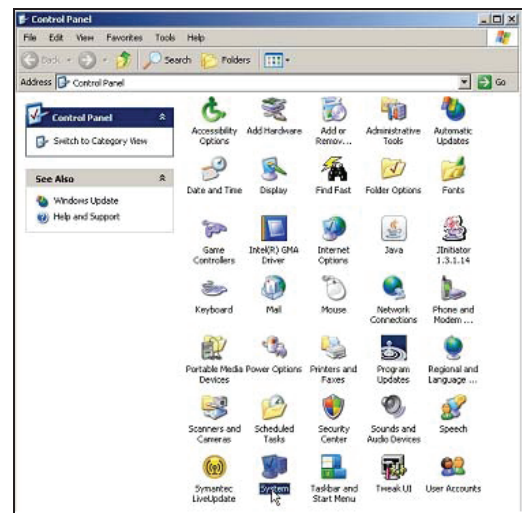 Control Panel
File Edit View Favorites Tools Help
Back Search Folders
Address Control Panel Go
Control Panel
Switch to Category View
See Also
Windows Update
Help and Support
Accessibility Options
Add Hardware
Add or Remov...
Administrative Tools
Automatic Updates
Date and Time
Display
Find Fast
Folder Options
Fonts
Game Controllers
Intel(R) GMA Driver
Internet Options
Java
JInitiator 1.3.1.14
Keyboard
Mail
Mouse
Network Connections
Phone and Modem ...
Portable Media Devices
Power Options
Printers and Faxes
Program Updates
Regional and Language ...
Scanners and Cameras
Scheduled Tasks
Security Center
Sounds and Audio Devices
Speech
Symantec LiveUpdate
System
Taskbar and Start Menu
Tweak UI
User Accounts